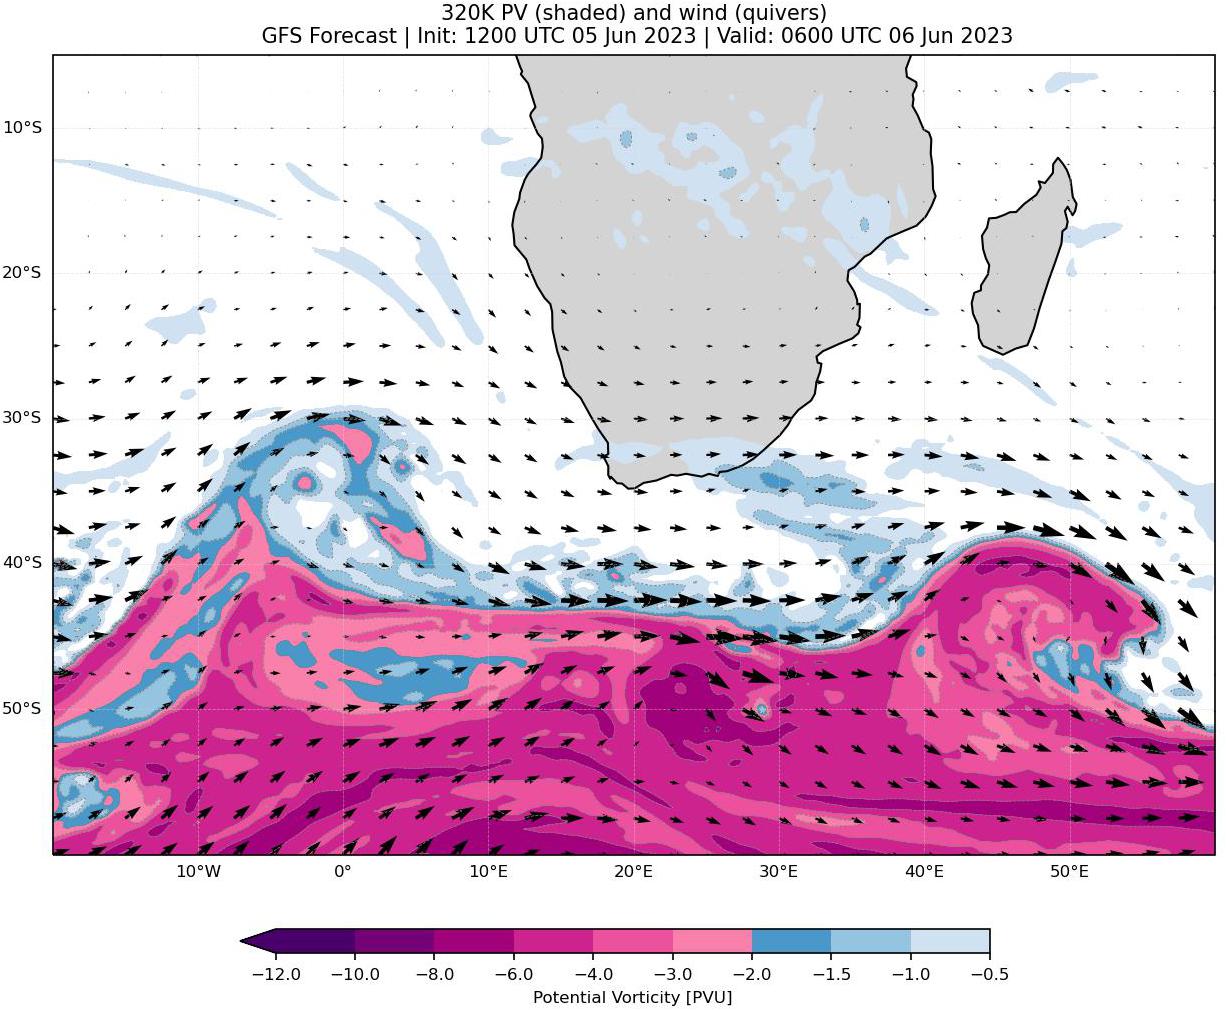 320K PV (shaded) and wind (quivers)
GFS Forecast | Init: 1200 UTC 05 Jun 2023 | Valid: 0600 UTC 06 Jun 2023
10°S
20°S
30°S
40°S
50°S
10°W 0° 10°E 20°E 30°E 40°E 50°E
−12.0 −10.0 −8.0 −6.0 −4.0 −3.0 −2.0 −1.5 −1.0 −0.5
Potential Vorticity [PVU]